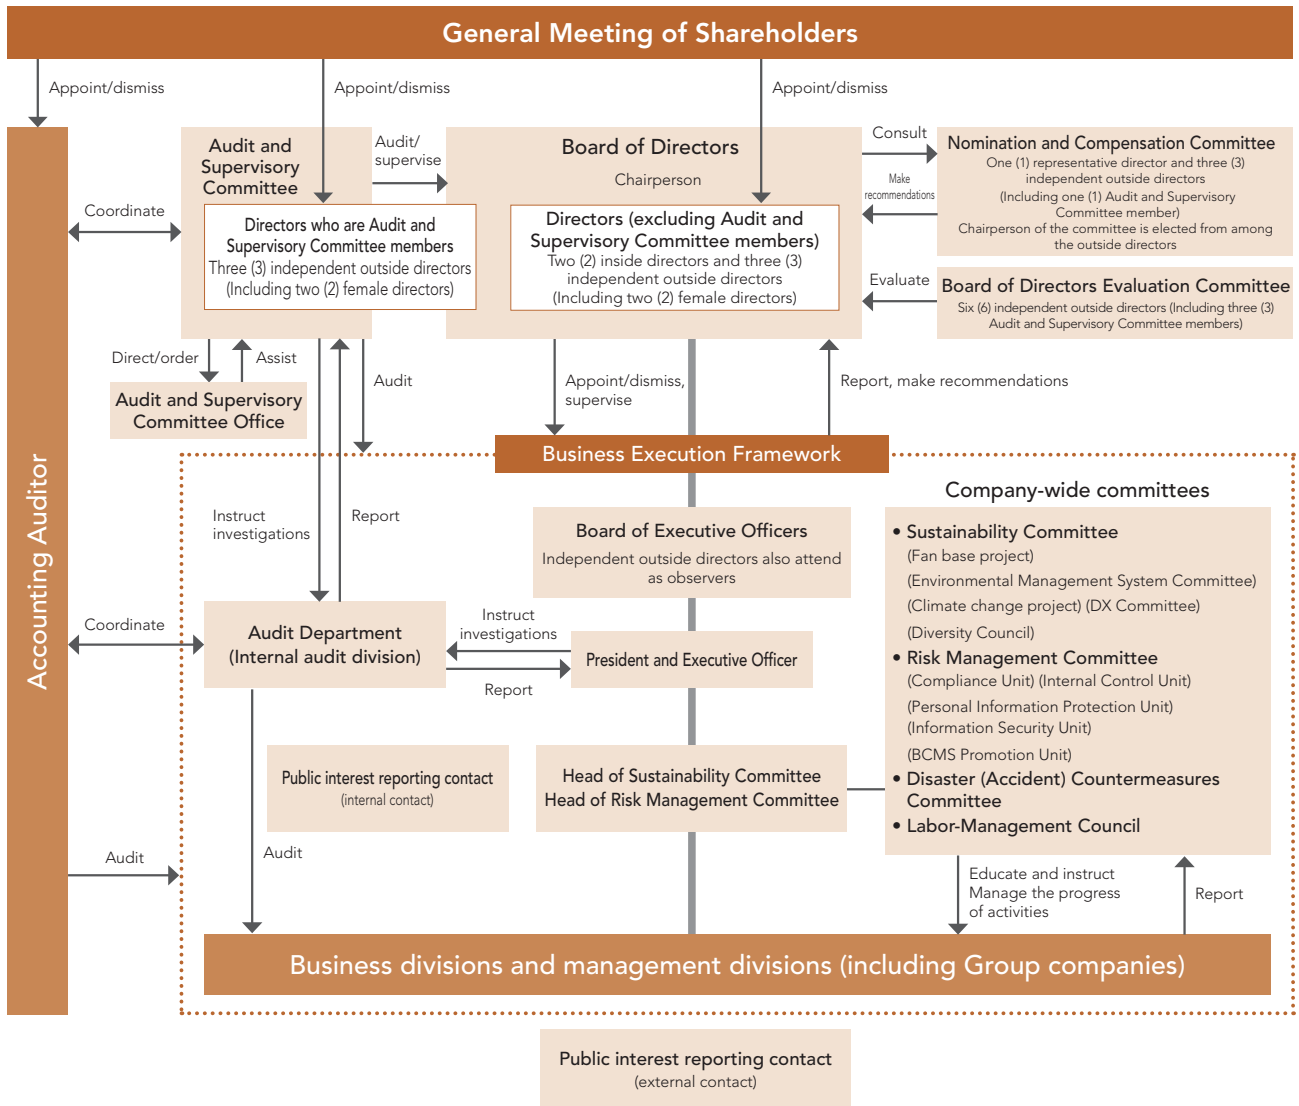 General Meeting of Shareholders
Appoint/dismiss
Appoint/dismiss
Appoint/dismiss
Accounting Auditor
Coordinate
Audit and
Supervisory
Committee
Directors who are Audit and
Supervisory Committee members
Three (3) independent outside directors
(Including two (2) female directors)
Audit/
supervise
Board of Directors
Chairperson
Directors (excluding Audit and
Supervisory Committee members)
Two (2) inside directors and three (3)
independent outside directors
(Including two (2) female directors)
Consult
Make
recommendations
Nomination and Compensation Committee
One (1) representative director and three (3)
independent outside directors
(Including one (1) Audit and Supervisory
Committee member)
Chairperson of the committee is elected from among
the outside directors
Evaluate
Board of Directors Evaluation Committee
Six (6) independent outside directors (Including three (3)
Audit and Supervisory Committee members)
Direct/order
Assist
Audit
Audit and Supervisory
Committee Office
Appoint/dismiss,
supervise
Report, make recommendations
Business Execution Framework
Instruct
investigations
Report
Board of Executive Officers
Independent outside directors also attend
as observers
Company-wide committees
• Sustainability Committee
(Fan base project)
(Environmental Management System Committee)
(Climate change project) (DX Committee)
(Diversity Council)
• Risk Management Committee
(Compliance Unit) (Internal Control Unit)
(Personal Information Protection Unit)
(Information Security Unit)
(BCMS Promotion Unit)
• Disaster (Accident) Countermeasures
Committee
• Labor-Management Council
Coordinate
Audit Department
(Internal audit division)
Instruct
investigations
Report
President and Executive Officer
Public interest reporting contact
(internal contact)
Head of Sustainability Committee
Head of Risk Management Committee
Audit
Audit
Educate and instruct
Manage the progress
of activities
Report
Business divisions and management divisions (including Group companies)
Public interest reporting contact
(external contact)